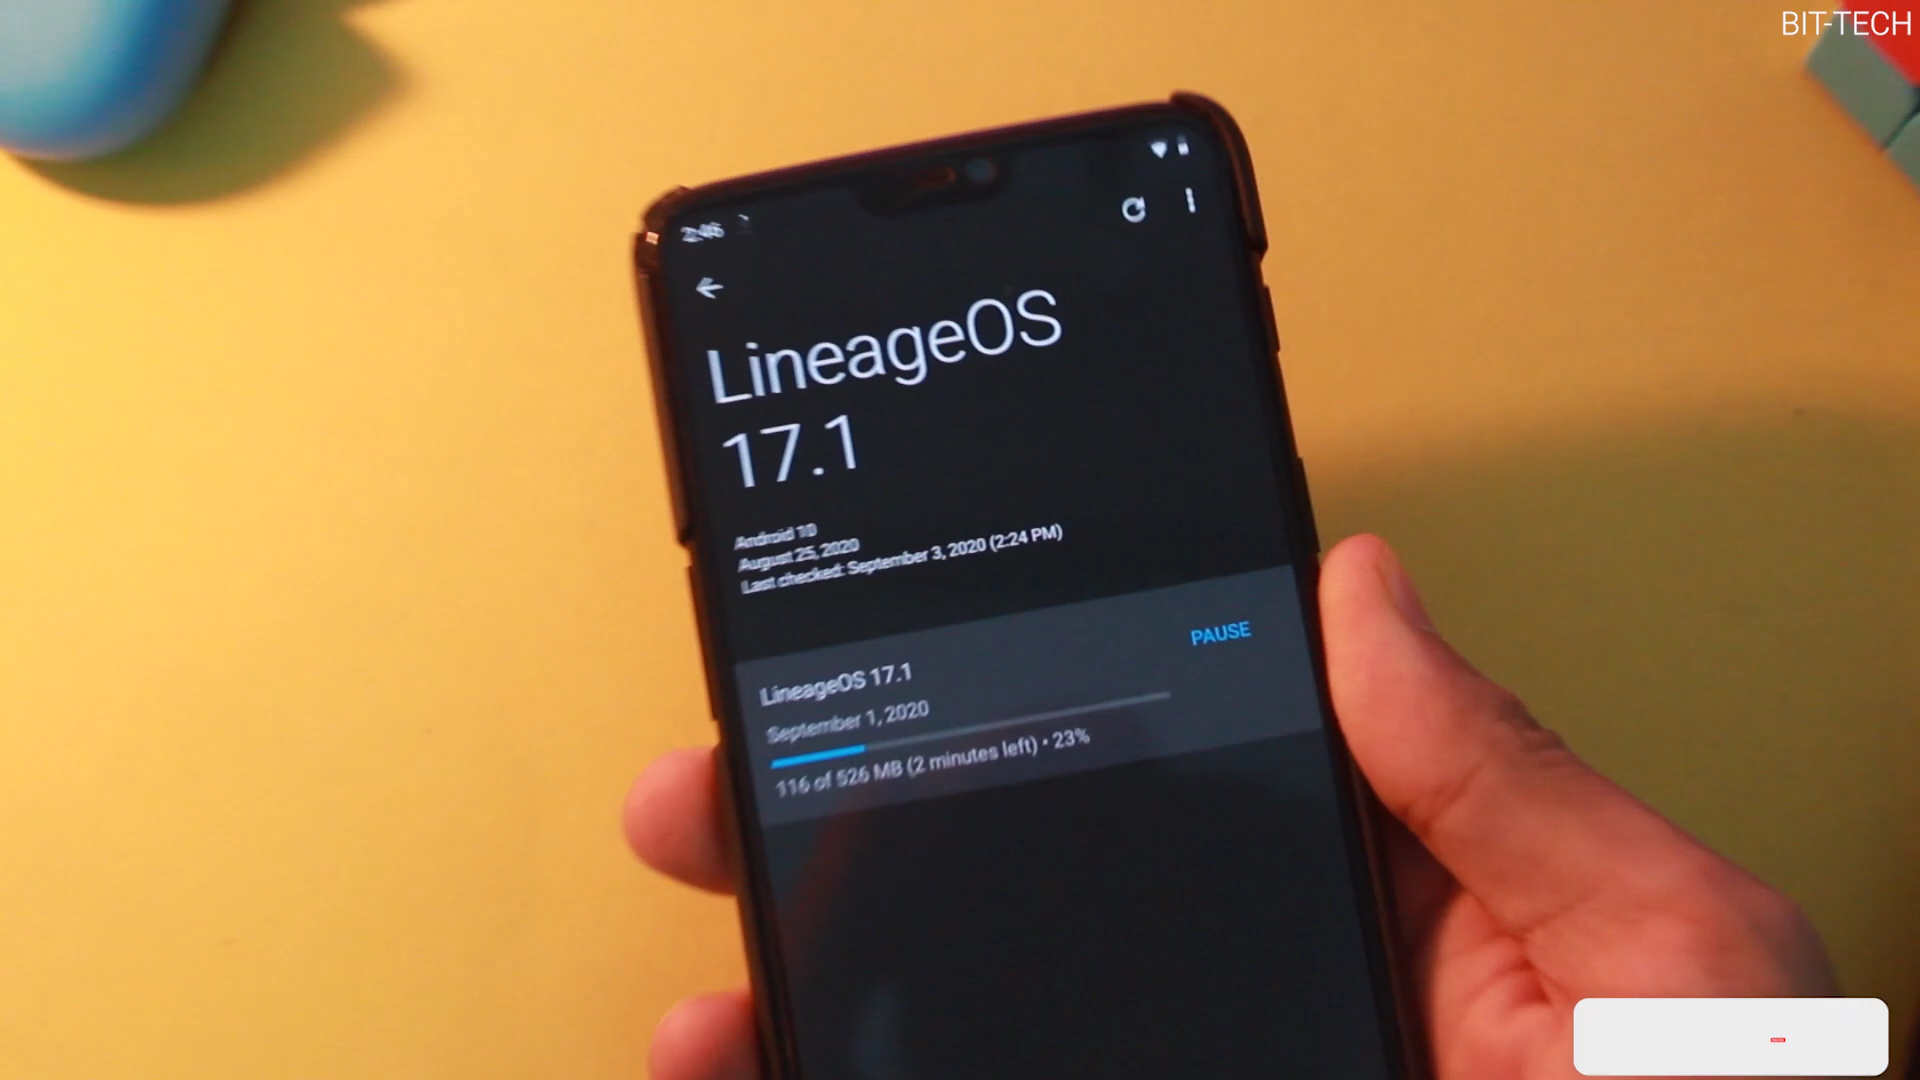 BIT-TECH
2:46
LineageOS
17.1
Android 10
August 25, 2020
Last checked: September 3, 2020 (2:24 PM)
PAUSE
LineageOS 17.1
September 1, 2020
116 of 526 MB (2 minutes left) • 23%